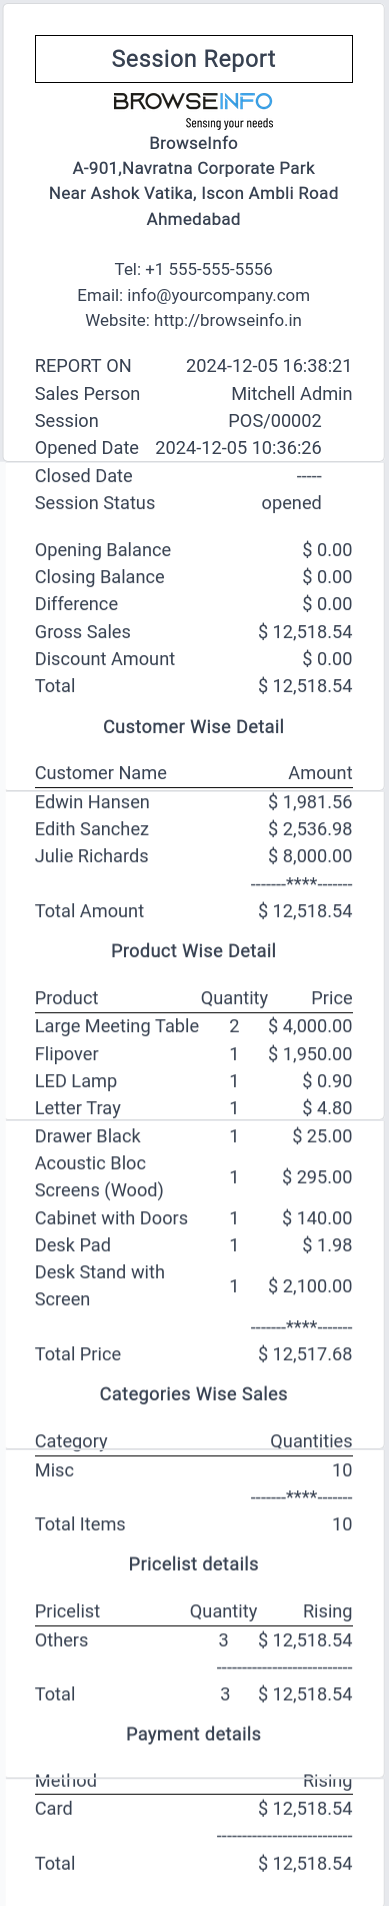 Session Report
BROWSEINFO
Sensing your needs
BrowseInfo
A-901,Navratna Corporate Park
Near Ashok Vatika, Iscon Ambli Road
Ahmedabad
Tel: +1 555-555-5556
Email: info@yourcompany.com
Website: http://browseinfo.in
REPORT ON 2024-12-05 16:38:21
Sales Person Mitchell Admin
Session POS/00002
Opened Date 2024-12-05 10:36:26
Closed Date -----
Session Status opened
Opening Balance $ 0.00
Closing Balance $ 0.00
Difference $ 0.00
Gross Sales $ 12,518.54
Discount Amount $ 0.00
Total $ 12,518.54
Customer Wise Detail
Customer Name Amount
Edwin Hansen $ 1,981.56
Edith Sanchez $ 2,536.98
Julie Richards $ 8,000.00
-------****-------
Total Amount $ 12,518.54
Product Wise Detail
Product Quantity Price
Large Meeting Table 2 $ 4,000.00
Flipover 1 $ 1,950.00
LED Lamp 1 $ 0.90
Letter Tray 1 $ 4.80
Drawer Black 1 $ 25.00
Acoustic Bloc
Screens (Wood) 1 $ 295.00
Cabinet with Doors 1 $ 140.00
Desk Pad 1 $ 1.98
Desk Stand with
Screen 1 $ 2,100.00
-------****-------
Total Price $ 12,517.68
Categories Wise Sales
Category Quantities
Misc 10
-------****-------
Total Items 10
Pricelist details
Pricelist Quantity Rising
Others 3 $ 12,518.54
---------------------------
Total 3 $ 12,518.54
Payment details
Method Rising
Card $ 12,518.54
---------------------------
Total $ 12,518.54